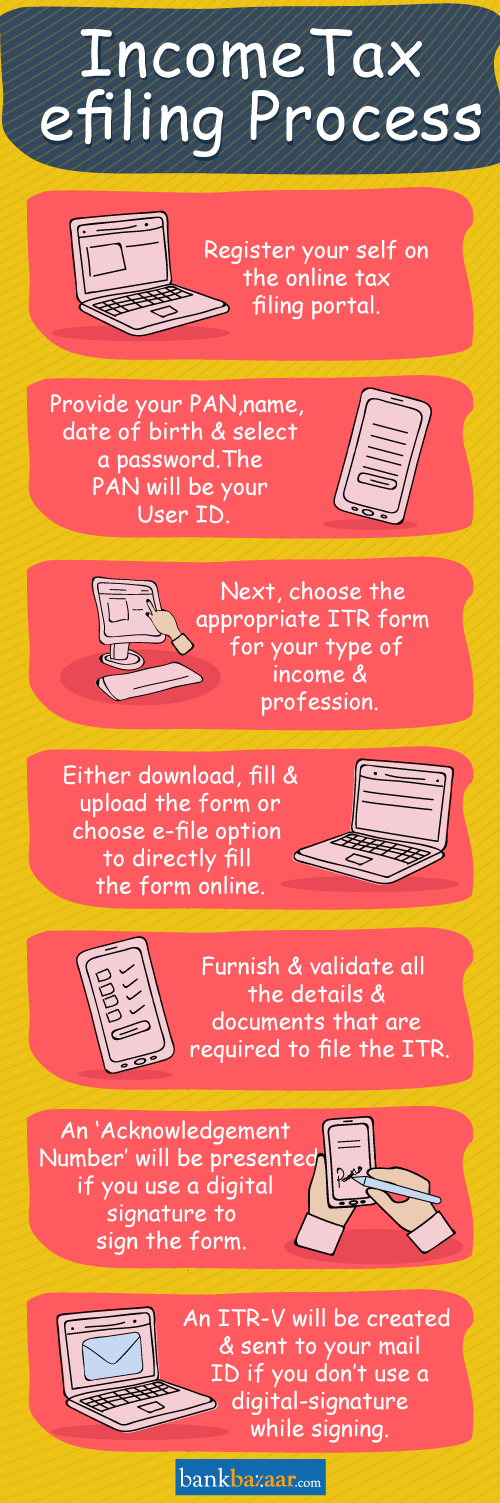 IncomeTax
efiling Process
Register your self on
the online tax
filing portal.
Provide your PAN,name,
date of birth & select
a password.The
PAN will be your
User ID.
Next, choose the
appropriate ITR form
for your type of
income &
profession.
Either download, fill &
upload the form or
choose e-file option
to directly fill
the form online.
Furnish & validate all
the details &
documents that are
required to file the ITR.
An ‘Acknowledgement
Number’ will be presented
if you use a digital
signature to
sign the form.
An ITR-V will be created
& sent to your mail
ID if you don’t use a
digital-signature
while signing.
bankbazaar.com